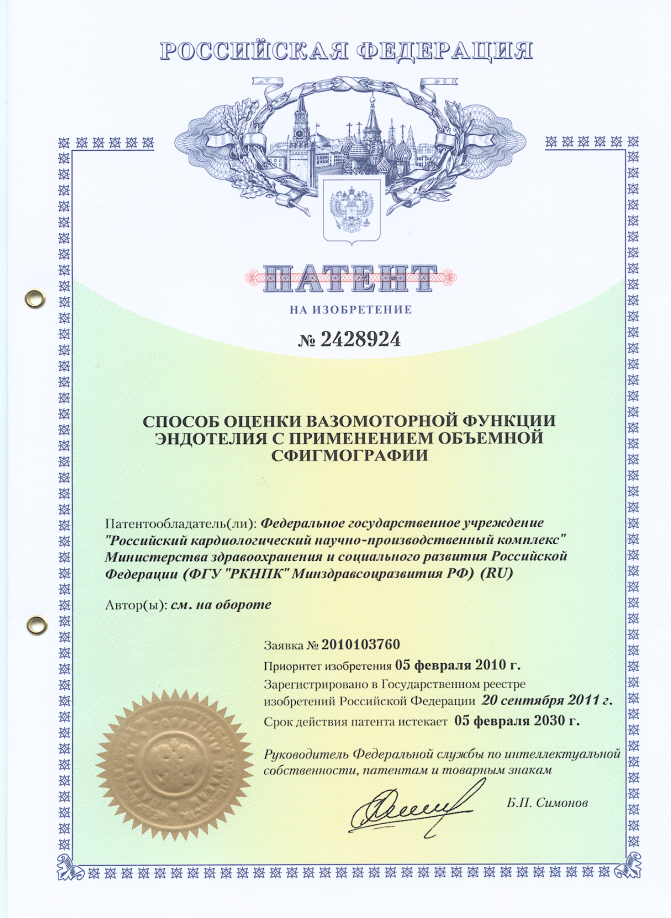 РОССИЙСКАЯ ФЕДЕРАЦИЯ
ПАТЕНТ
НА ИЗОБРЕТЕНИЕ
№ 2428924
СПОСОБ ОЦЕНКИ ВАЗОМОТОРНОЙ ФУНКЦИИ
ЭНДОТЕЛИЯ С ПРИМЕНЕНИЕМ ОБЪЕМНОЙ
СФИГМОГРАФИИ
Патентообладатель(ли): Федеральное государственное учреждение
"Российский кардиологический научно-производственный комплекс"
Министерства здравоохранения и социального развития Российской
Федерации (ФГУ "РКНПК" Минздравсоцразвития РФ) (RU)
Автор(ы): см. на обороте
Заявка № 2010103760
Приоритет изобретения 05 февраля 2010 г.
Зарегистрировано в Государственном реестре
изобретений Российской Федерации 20 сентября 2011 г.
Срок действия патента истекает 05 февраля 2030 г.
Руководитель Федеральной службы по интеллектуальной
собственности, патентам и товарным знакам
Б.П. Симонов